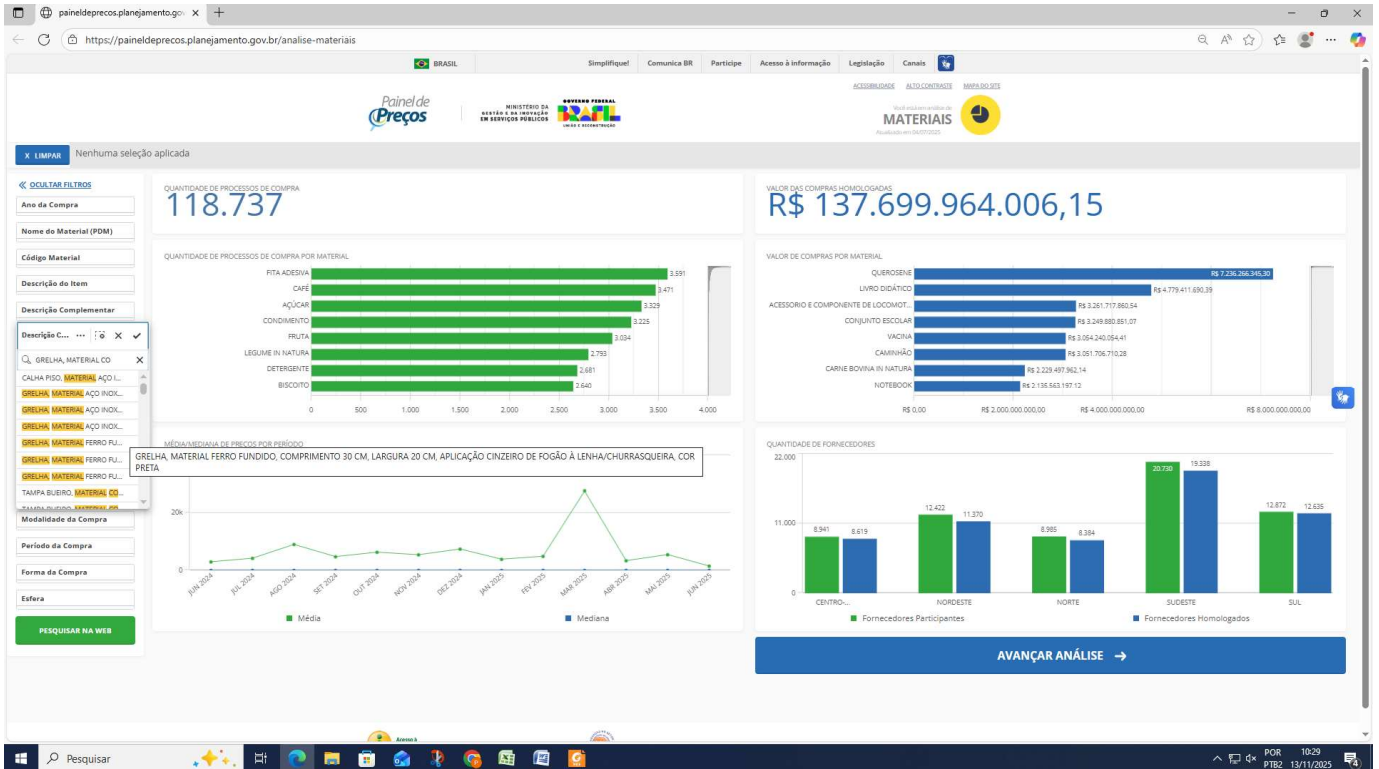 paineldeprecos.planejamento.gov
https://paineldeprecos.planejamento.gov.br/analise-materiais
BRASIL
Simplifique! Comunica BR Participe Acesso à informação Legislação Canais
ACESSIBILIDADE ALTO CONTRASTE MAPA DO SITE
Painel de
Preços
MINISTÉRIO DA
GESTÃO E DA INOVAÇÃO
EM SERVIÇOS PÚBLICOS
GOVERNO FEDERAL
BRASIL
UNIÃO E RECONSTRUÇÃO
Você está em análise de
MATERIAIS
Atualizado em 04/07/2025
X LIMPAR Nenhuma seleção aplicada
OCULTAR FILTROS
Ano da Compra
Nome do Material (PDM)
Código Material
Descrição do Item
Descrição Complementar
Descrição C... ...
GRELHA, MATERIAL CO
CALHA PISO, MATERIAL AÇO I...
GRELHA, MATERIAL AÇO INOX...
GRELHA, MATERIAL AÇO INOX...
GRELHA, MATERIAL AÇO INOX...
GRELHA, MATERIAL FERRO FU...
GRELHA, MATERIAL FERRO FU...
GRELHA, MATERIAL FERRO FU...
TAMPA BUEIRO, MATERIAL CO...
TAMPA BUEIRO, MATERIAL CO...
Modalidade da Compra
Período da Compra
Forma da Compra
Esfera
PESQUISAR NA WEB
QUANTIDADE DE PROCESSOS DE COMPRA
118.737
VALOR DAS COMPRAS HOMOLOGADAS
R$ 137.699.964.006,15
QUANTIDADE DE PROCESSOS DE COMPRA POR MATERIAL
FITA ADESIVA 3.591
CAFÉ 3.471
AÇÚCAR 3.329
CONDIMENTO 3.225
FRUTA 3.034
LEGUME IN NATURA 2.793
DETERGENTE 2.681
BISCOITO 2.640
0 500 1.000 1.500 2.000 2.500 3.000 3.500 4.000
VALOR DE COMPRAS POR MATERIAL
QUEROSENE R$ 7.236.266.345,30
LIVRO DIDÁTICO R$ 4.779.411.690,39
ACESSORIO E COMPONENTE DE LOCOMOT... R$ 3.261.717.860,54
CONJUNTO ESCOLAR R$ 3.249.880.851,07
VACINA R$ 3.054.240.054,41
CAMINHÃO R$ 3.051.706.710,28
CARNE BOVINA IN NATURA R$ 2.229.497.962,14
NOTEBOOK R$ 2.135.563.197,12
R$ 0,00 R$ 2.000.000.000,00 R$ 4.000.000.000,00 R$ 8.000.000.000,00
MÉDIA/MEDIANA DE PREÇOS POR PERÍODO
GRELHA, MATERIAL FERRO FUNDIDO, COMPRIMENTO 30 CM, LARGURA 20 CM, APLICAÇÃO CINZEIRO DE FOGÃO À LENHA/CHURRASQUEIRA, COR
PRETA
20k
0
JUN 2024 JUL 2024 AGO 2024 SET 2024 OUT 2024 NOV 2024 DEZ 2024 JAN 2025 FEV 2025 MAR 2025 ABR 2025 MAI 2025 JUN 2025
Média Mediana
QUANTIDADE DE FORNECEDORES
22.000
11.000
0
8.941 8.619 12.422 11.370 8.985 8.384 20.730 19.338 12.872 12.635
CENTRO-... NORDESTE NORTE SUDESTE SUL
Fornecedores Participantes Fornecedores Homologados
AVANÇAR ANÁLISE →
Acesso à
Pesquisar
POR
PTB2
10:29
13/11/2025